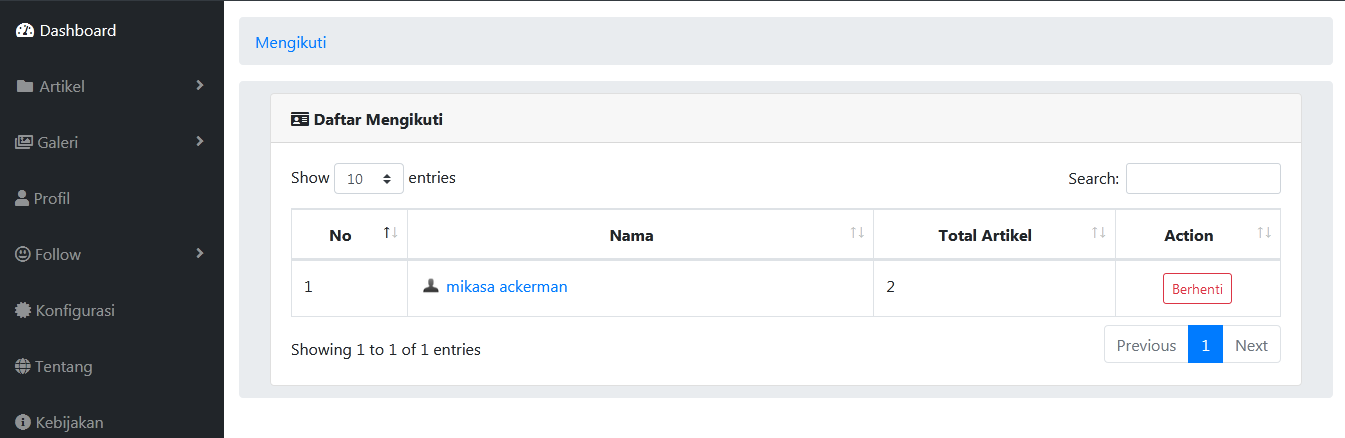 Dashboard
Artikel
Galeri
Profil
Follow
Konfigurasi
Tentang
Kebijakan
Mengikuti
Daftar Mengikuti
Show 10 entries Search:
No Nama Total Artikel Action
1 mikasa ackerman 2 Berhenti
Showing 1 to 1 of 1 entries Previous 1 Next